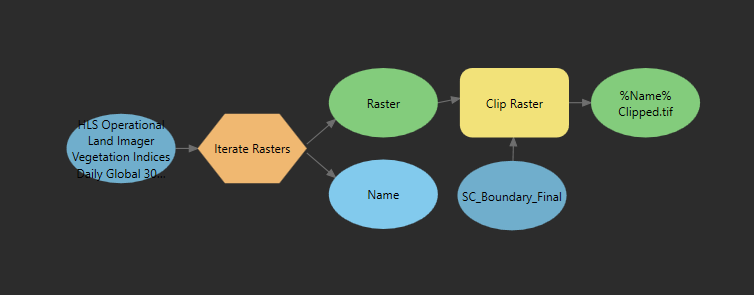 HLS Operational
Land Imager
Vegetation Indices
Daily Global 30...
Iterate Rasters
Raster
Name
Clip Raster
SC_Boundary_Final
%Name%
Clipped.tif